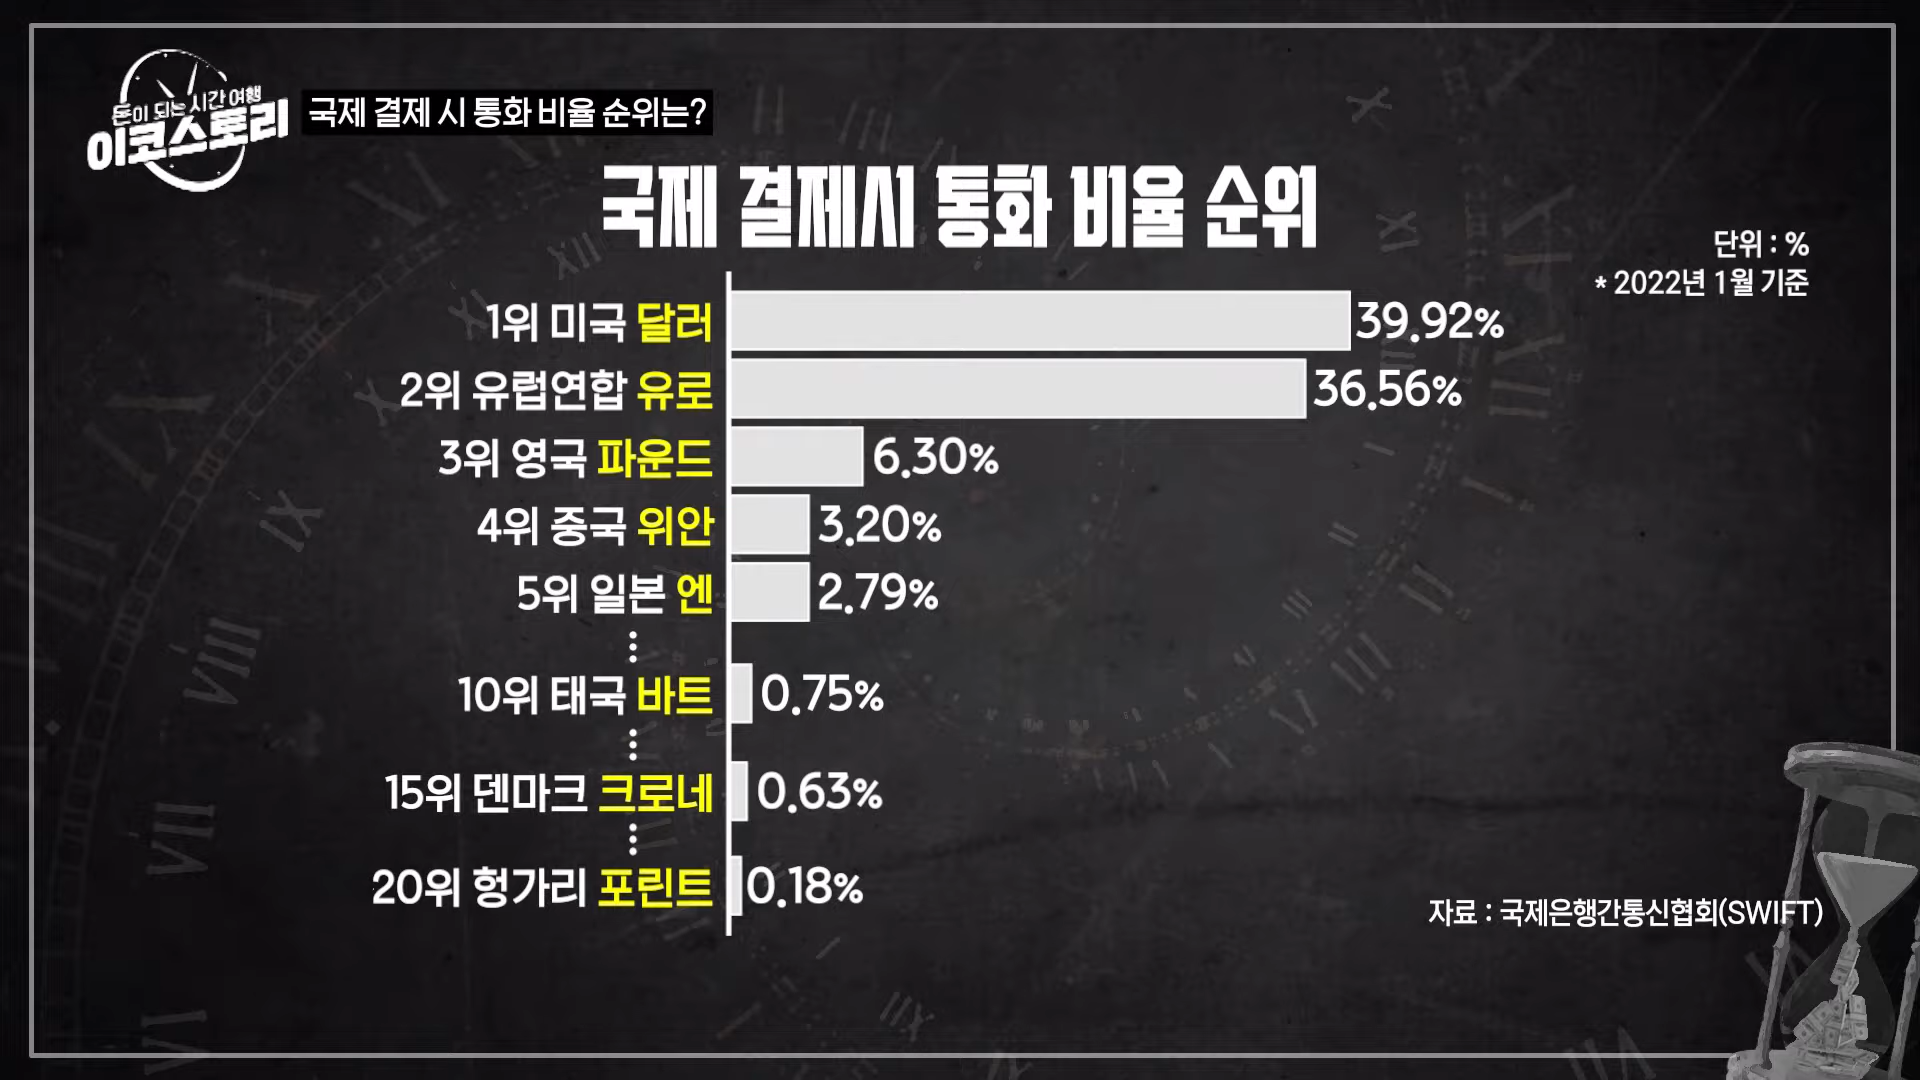 돈이 되는 시간 여행
이코스토리
국제 결제 시 통화 비율 순위는?
국제 결제시 통화 비율 순위
단위 : %
* 2022년 1월 기준
1위 미국 달러 39.92%
2위 유럽연합 유로 36.56%
3위 영국 파운드 6.30%
4위 중국 위안 3.20%
5위 일본 엔 2.79%
10위 태국 바트 0.75%
15위 덴마크 크로네 0.63%
20위 헝가리 포린트 0.18%
자료 : 국제은행간통신협회(SWIFT)